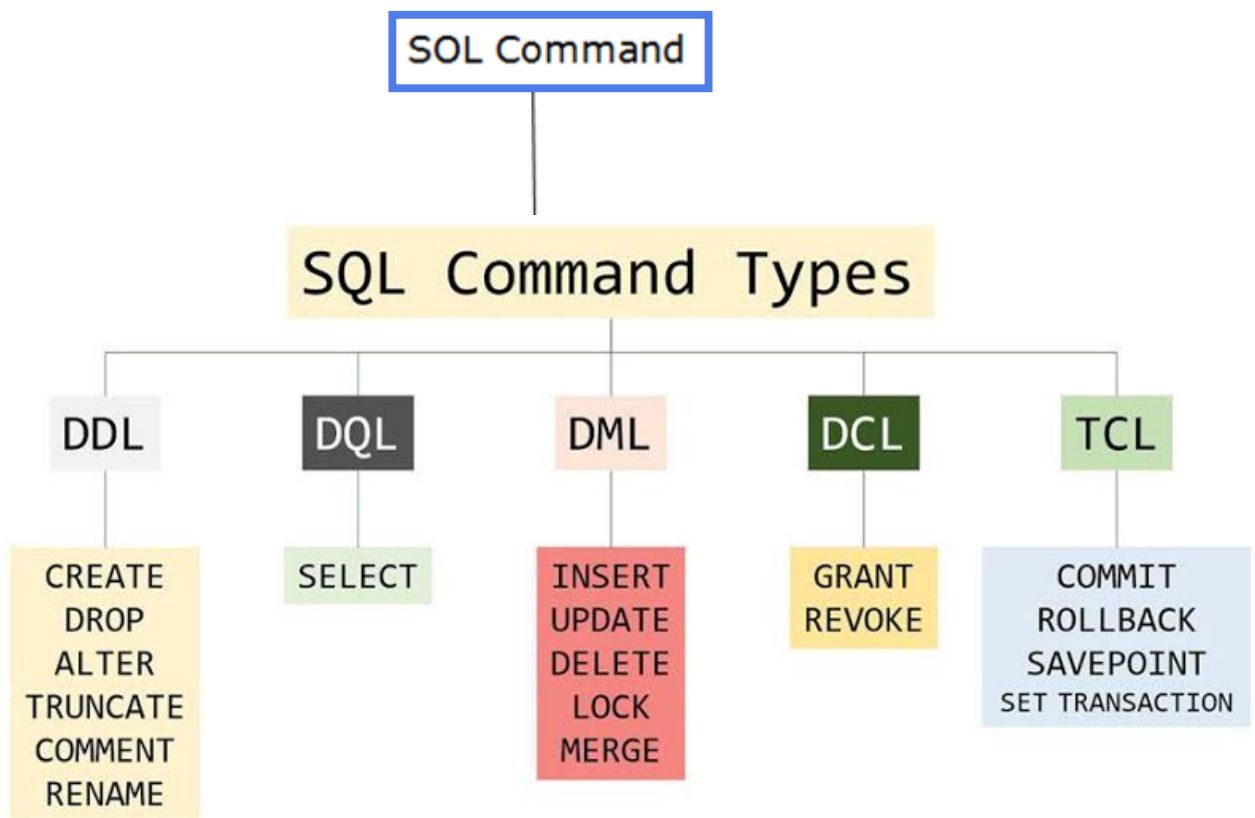 SOL Command
SQL Command Types
DDL
DQL
DML
DCL
TCL
CREATE
DROP
ALTER
TRUNCATE
COMMENT
RENAME
SELECT
INSERT
UPDATE
DELETE
LOCK
MERGE
GRANT
REVOKE
COMMIT
ROLLBACK
SAVEPOINT
SET TRANSACTION